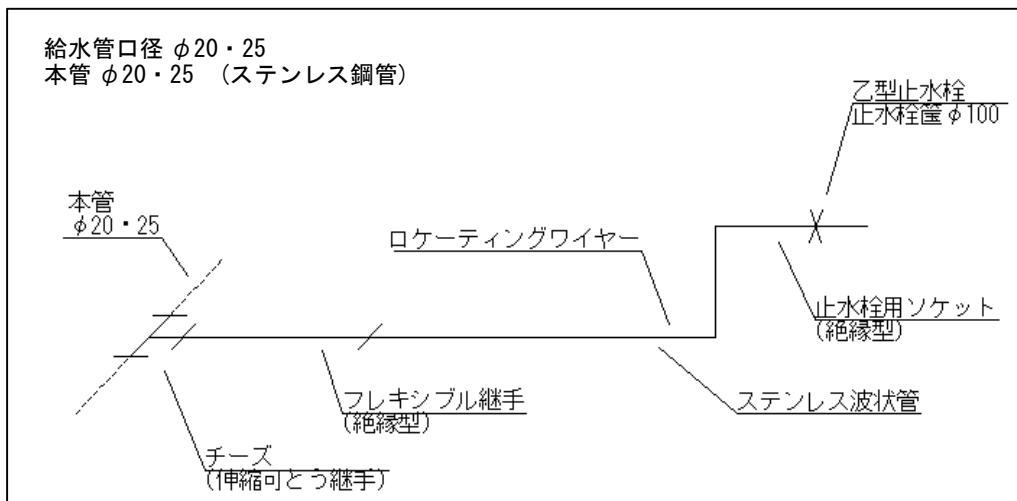 給水管口径 φ20・25
本管 φ20・25 (ステンレス鋼管)
乙型止水栓
止水栓筺φ100
本管
φ20・25
ロケーティングワイヤー
止水栓用ソケット
(絶縁型)
フレキシブル継手
(絶縁型)
ステンレス波状管
チーズ
(伸縮可とう継手)